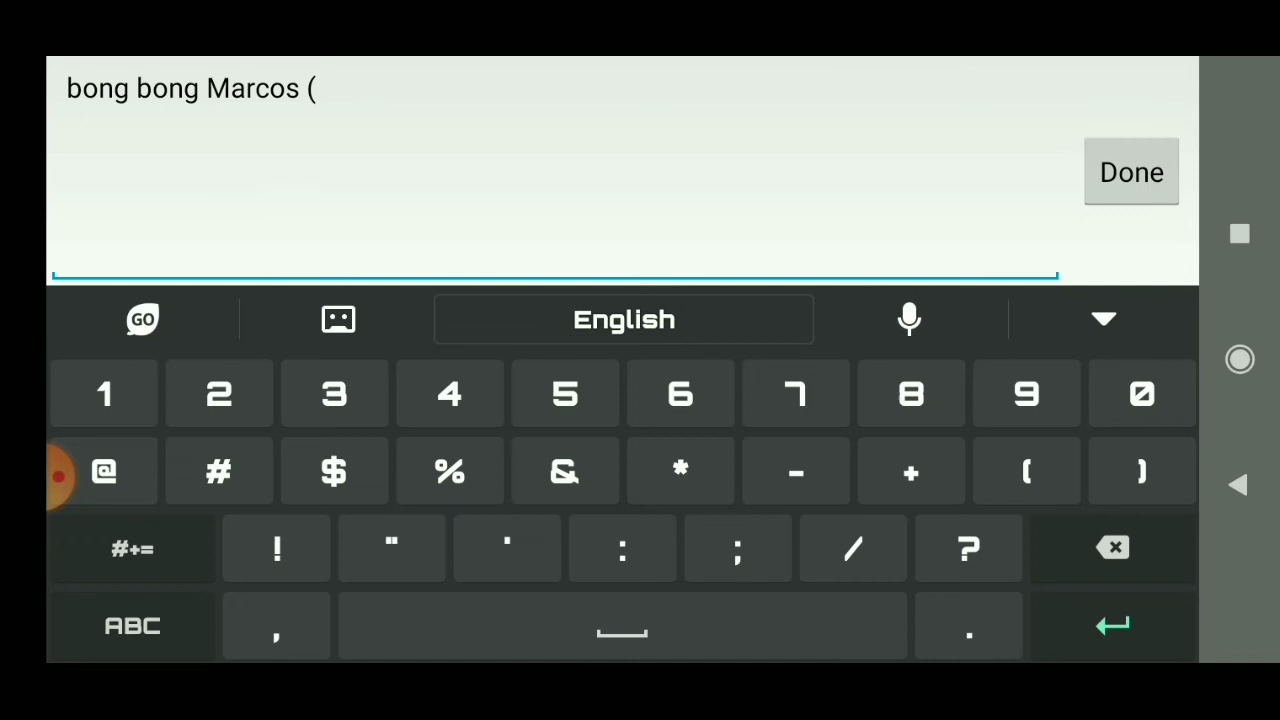 bong bong Marcos (
Done
GO English
1 2 3 4 5 6 7 8 9 0
@ # $ % & * - + ( )
#+= ! " ' : ; / ?
ABC , .